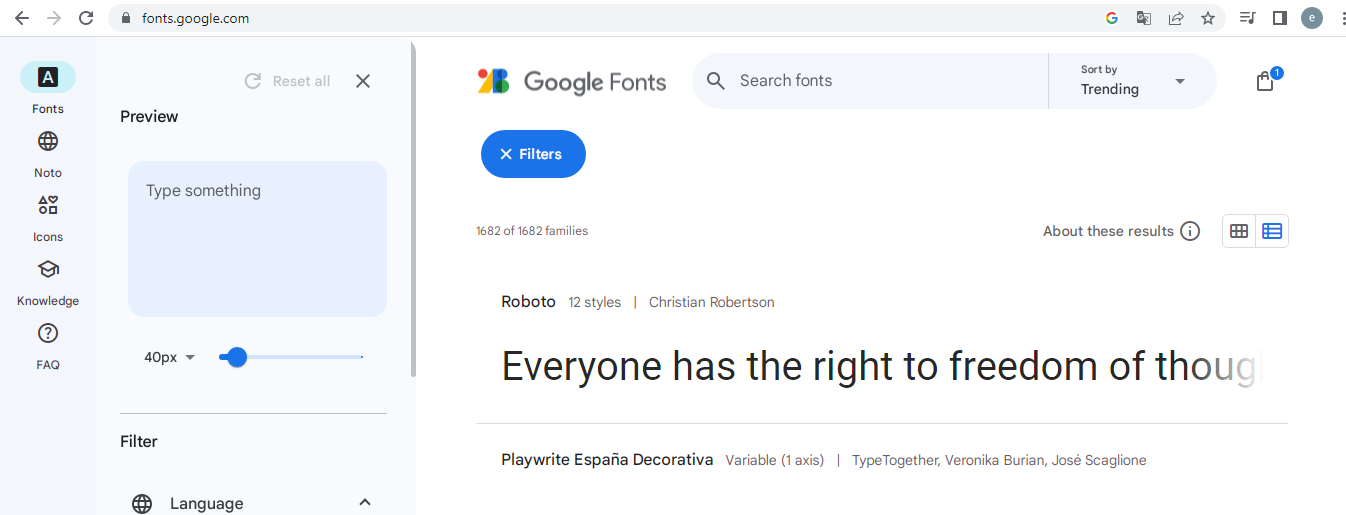 fonts.google.com
e
A
Fonts
Noto
Icons
Knowledge
FAQ
Reset all
Preview
Type something
40px
Filter
Language
Google Fonts
Search fonts
Sort by
Trending
1
Filters
1682 of 1682 families
About these results
Roboto 12 styles | Christian Robertson
Everyone has the right to freedom of thoug
Playwrite España Decorativa Variable (1 axis) | TypeTogether, Veronika Burian, José Scaglione